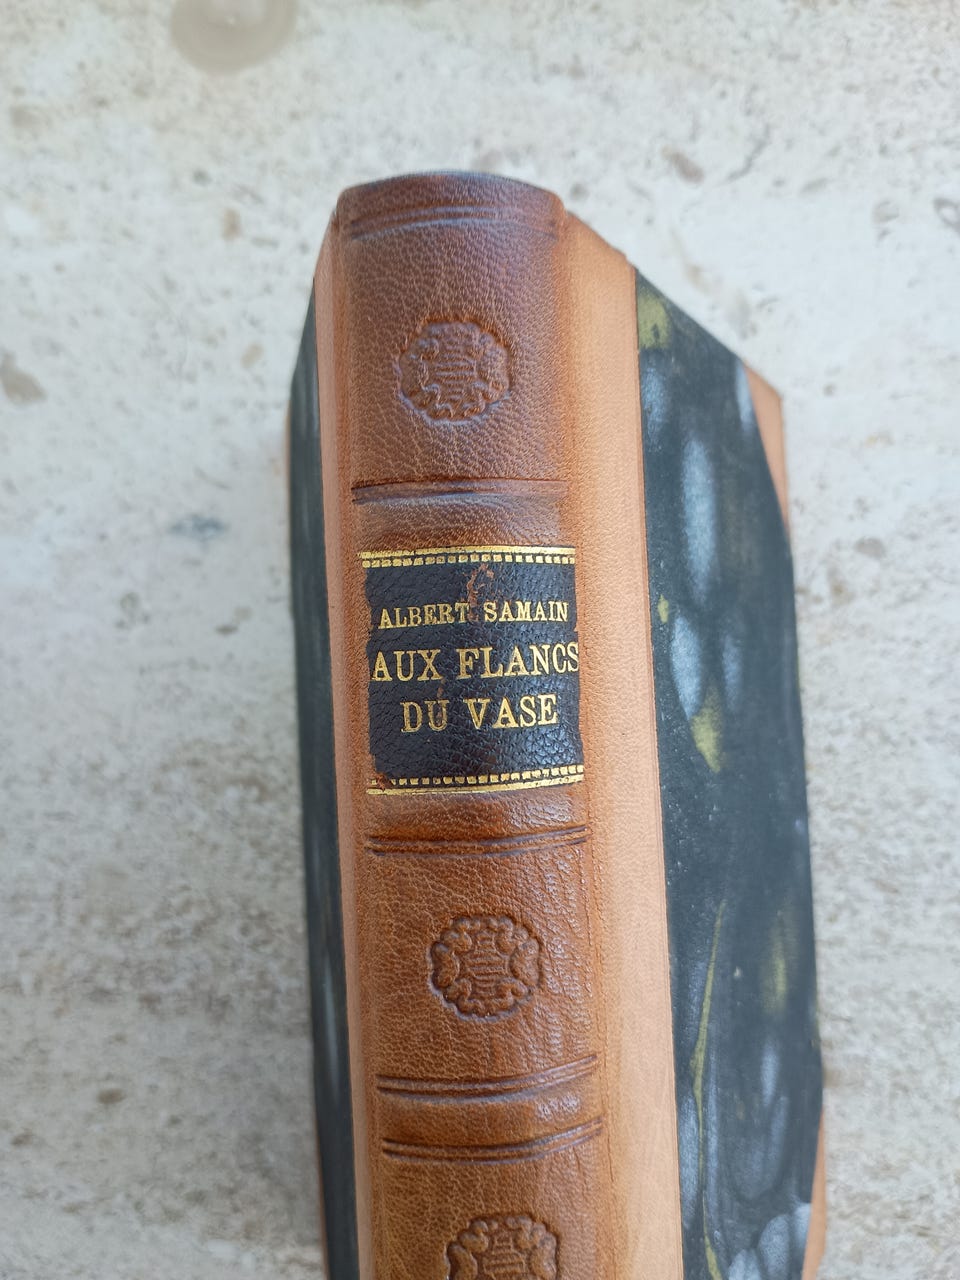 ALBERT SAMAIN
AUX FLANCS
DU VASE